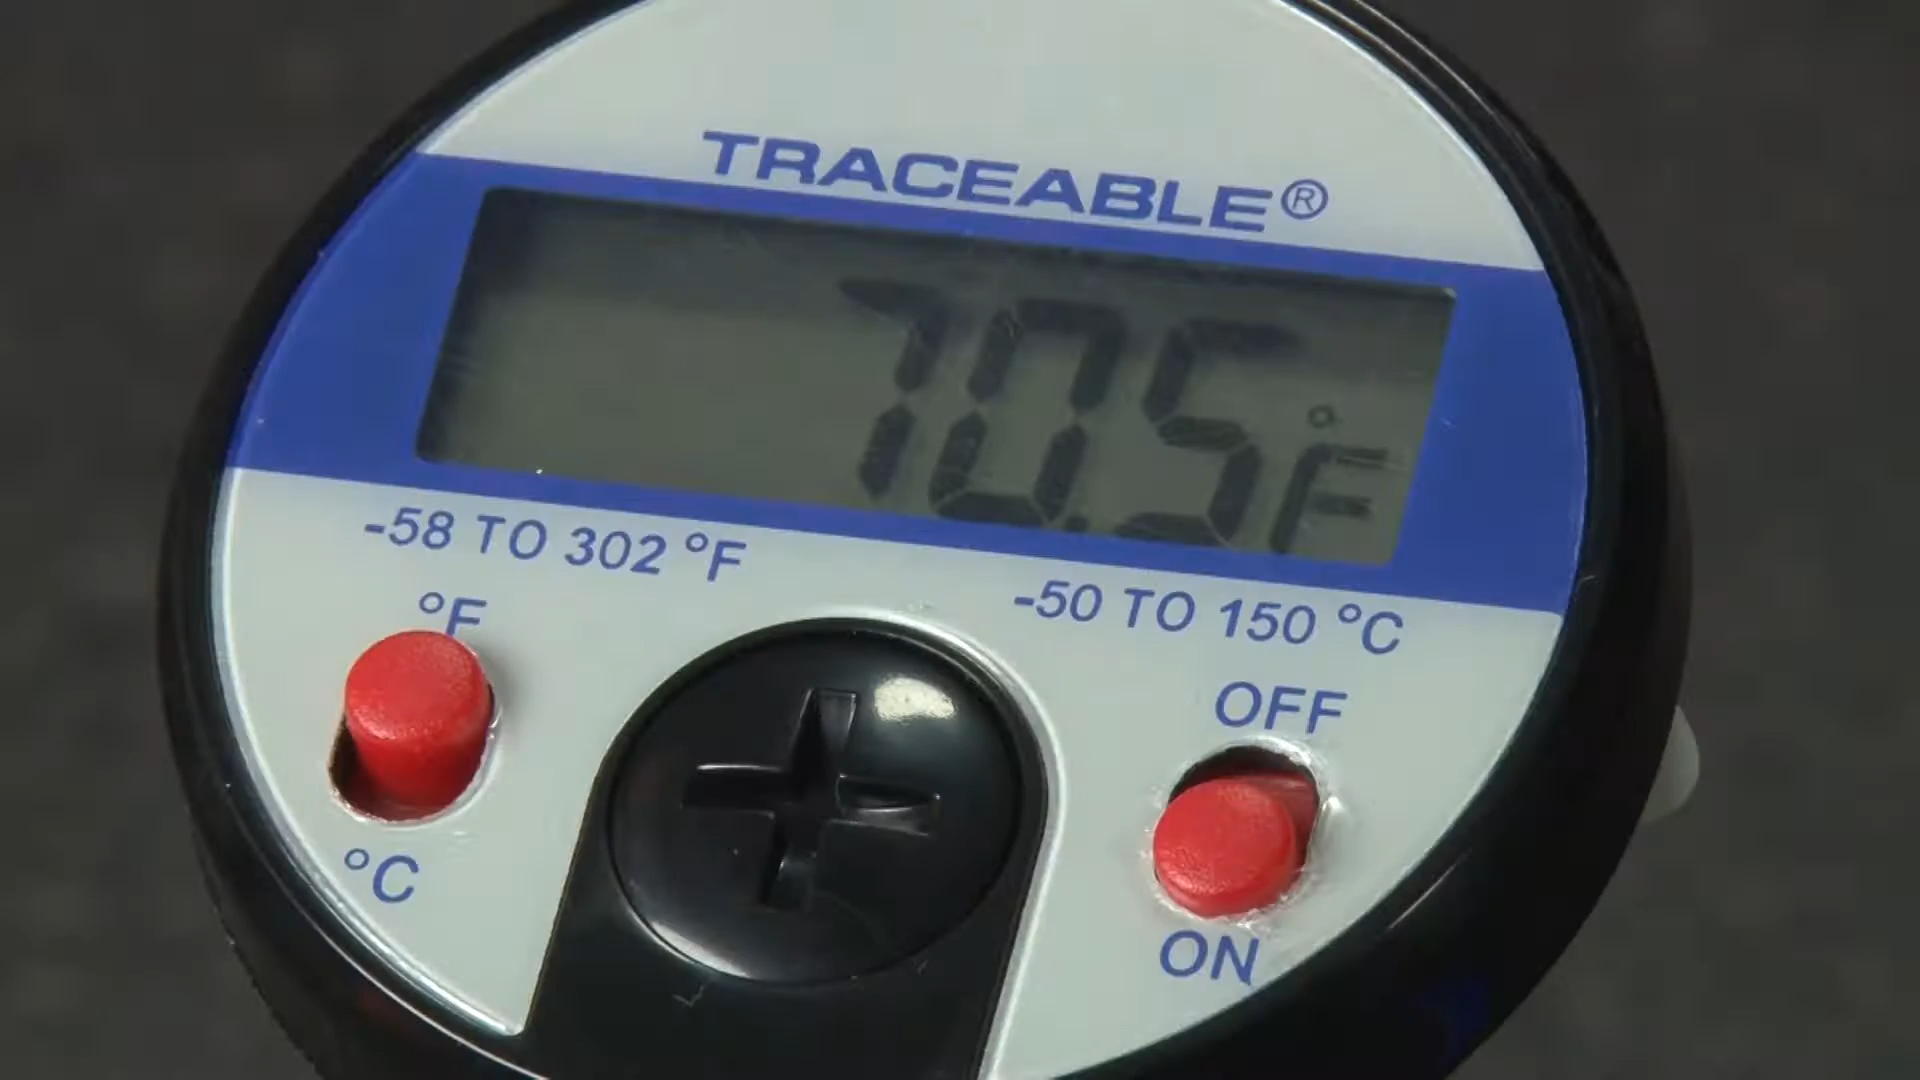 TRACEABLE®
70.5 °F
-58 TO 302 °F
-50 TO 150 °C
°F
OFF
°C
ON